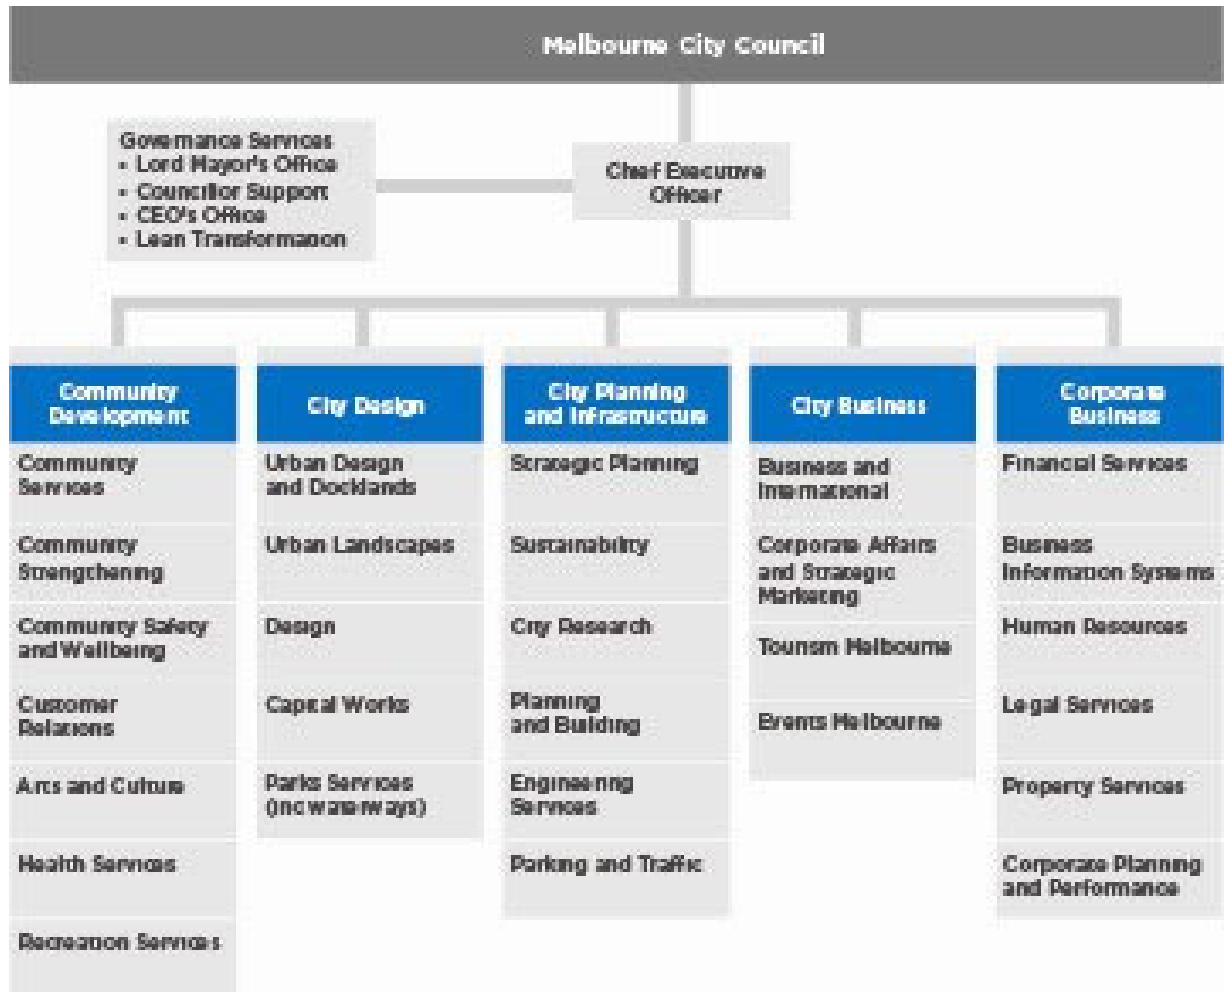 Melbourne City Council
Governance Services
• Lord Mayor's Office
• Councillor Support
• CEO's Office
• Lean Transformation
Chief Executive
Officer
Community
Development
Community
Services
Community
Strengthening
Community Safety
and Wellbeing
Customer
Relations
Arts and Culture
Health Services
Recreation Services
City Design
Urban Design
and Docklands
Urban Landscapes
Design
Capital Works
Parks Services
(inc waterways)
City Planning
and Infrastructure
Strategic Planning
Sustainability
City Research
Planning
and Building
Engineering
Services
Parking and Traffic
City Business
Business and
International
Corporate Affairs
and Strategic
Marketing
Tourism Melbourne
Events Melbourne
Corporate
Business
Financial Services
Business
Information Systems
Human Resources
Legal Services
Property Services
Corporate Planning
and Performance